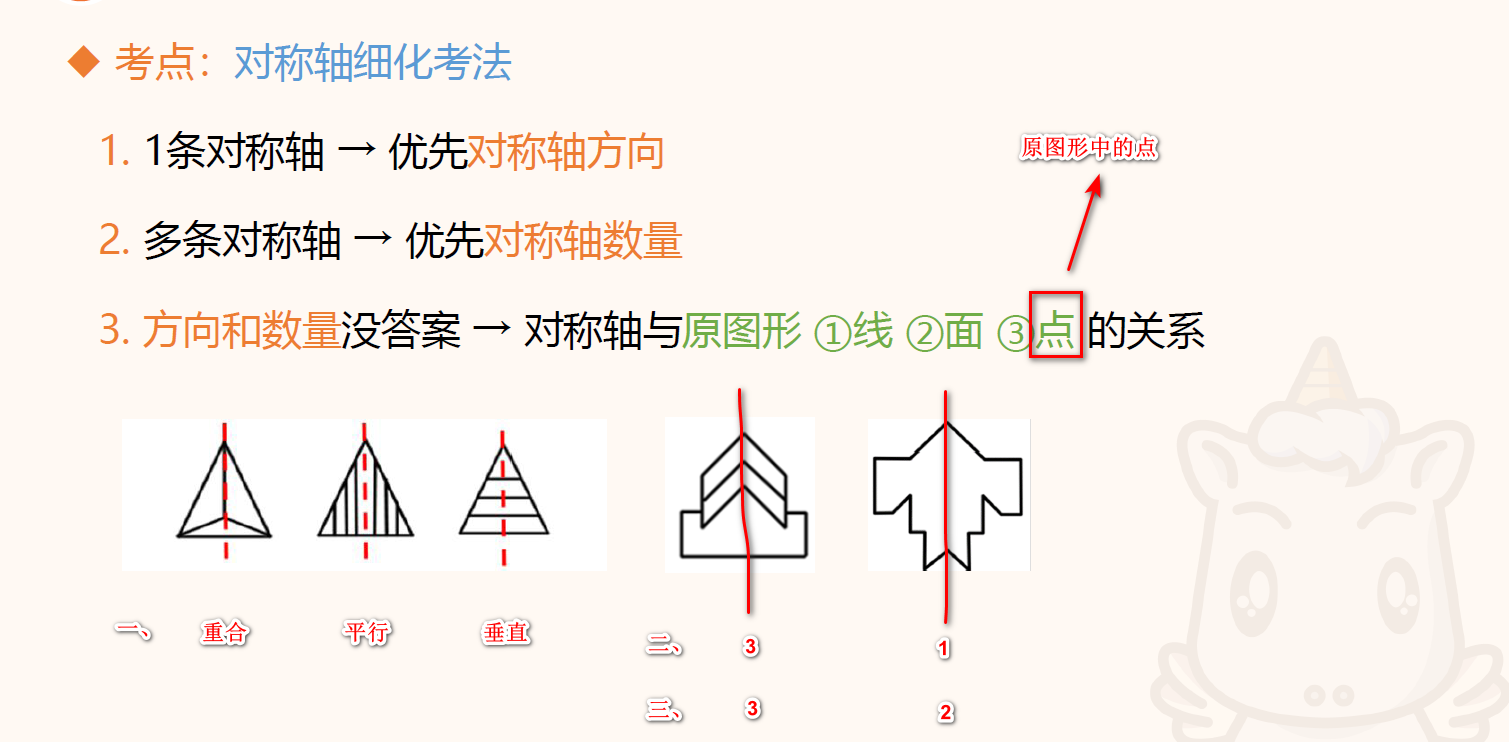 ◆ 考点：对称轴细化考法
1. 1条对称轴 → 优先对称轴方向
原图形中的点
2. 多条对称轴 → 优先对称轴数量
3. 方向和数量没答案 → 对称轴与原图形 ①线 ②面 ③点 的关系
一、 重合 平行 垂直
二、 3 1
三、 3 2